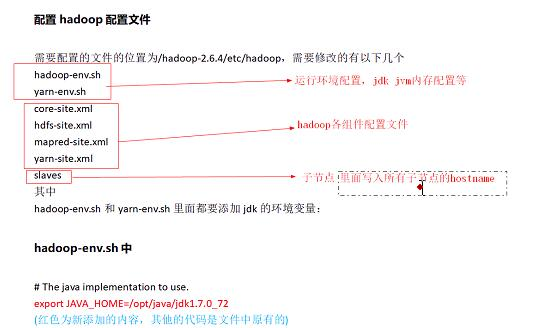 配置 hadoop 配置文件
需要配置的文件的位置为/hadoop-2.6.4/etc/hadoop，需要修改的有以下几个
hadoop-env.sh
yarn-env.sh
运行环境配置，jdk jvm内存配置等
core-site.xml
hdfs-site.xml
mapred-site.xml
yarn-site.xml
hadoop各组件配置文件
slaves
子节点 里面写入所有子节点的hostname
其中
hadoop-env.sh 和 yarn-env.sh 里面都要添加 jdk 的环境变量：
hadoop-env.sh 中
# The java implementation to use.
export JAVA_HOME=/opt/java/jdk1.7.0_72
(红色为新添加的内容，其他的代码是文件中原有的)